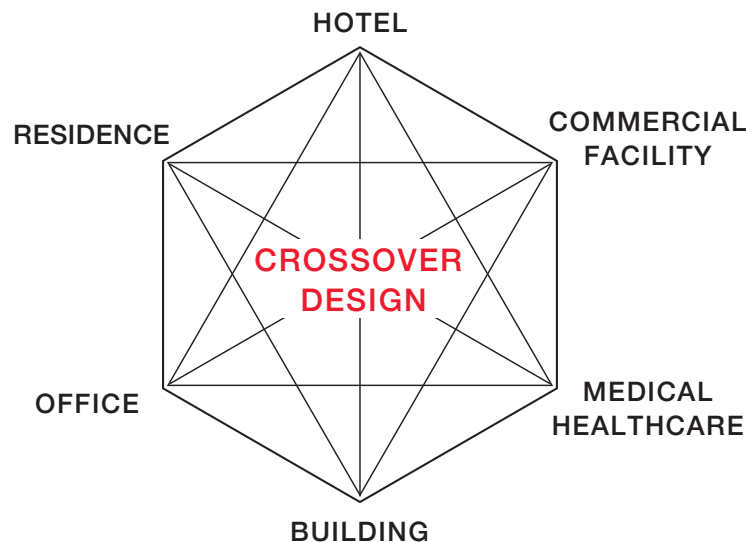 HOTEL
RESIDENCE
COMMERCIAL
FACILITY
CROSSOVER
DESIGN
OFFICE
MEDICAL
HEALTHCARE
BUILDING